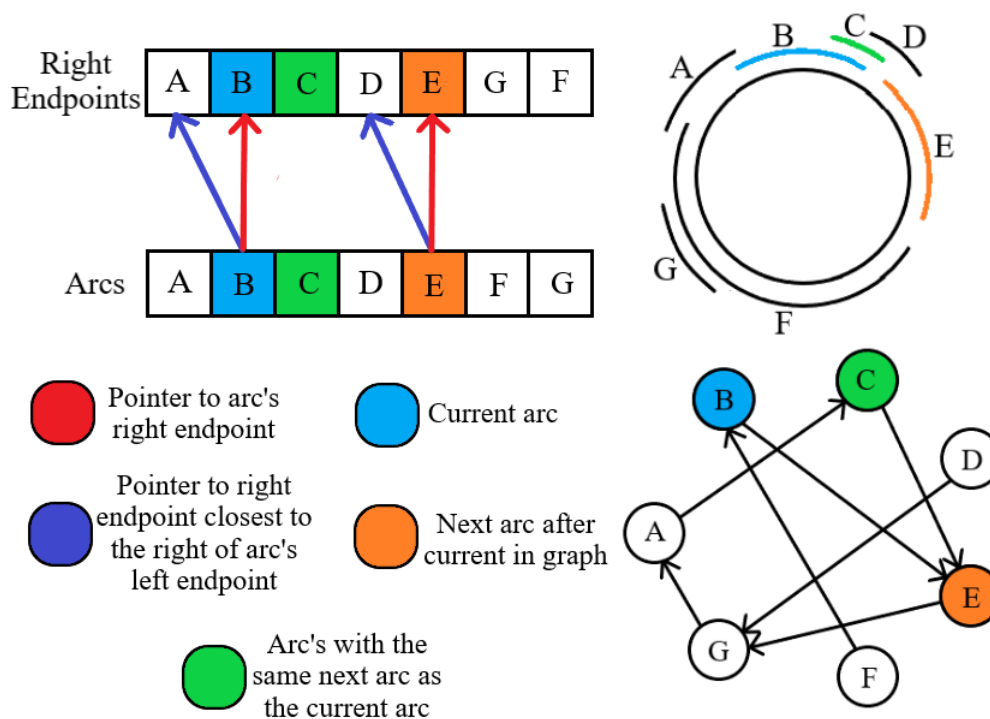 Right
Endpoints
A B C D E G F
Arcs
A B C D E F G
A
B
C
D
E
G
F
Pointer to arc's
right endpoint
Current arc
Pointer to right
endpoint closest to
the right of arc's
left endpoint
Next arc after
current in graph
Arc's with the
same next arc as
the current arc
B
C
D
A
E
G
F